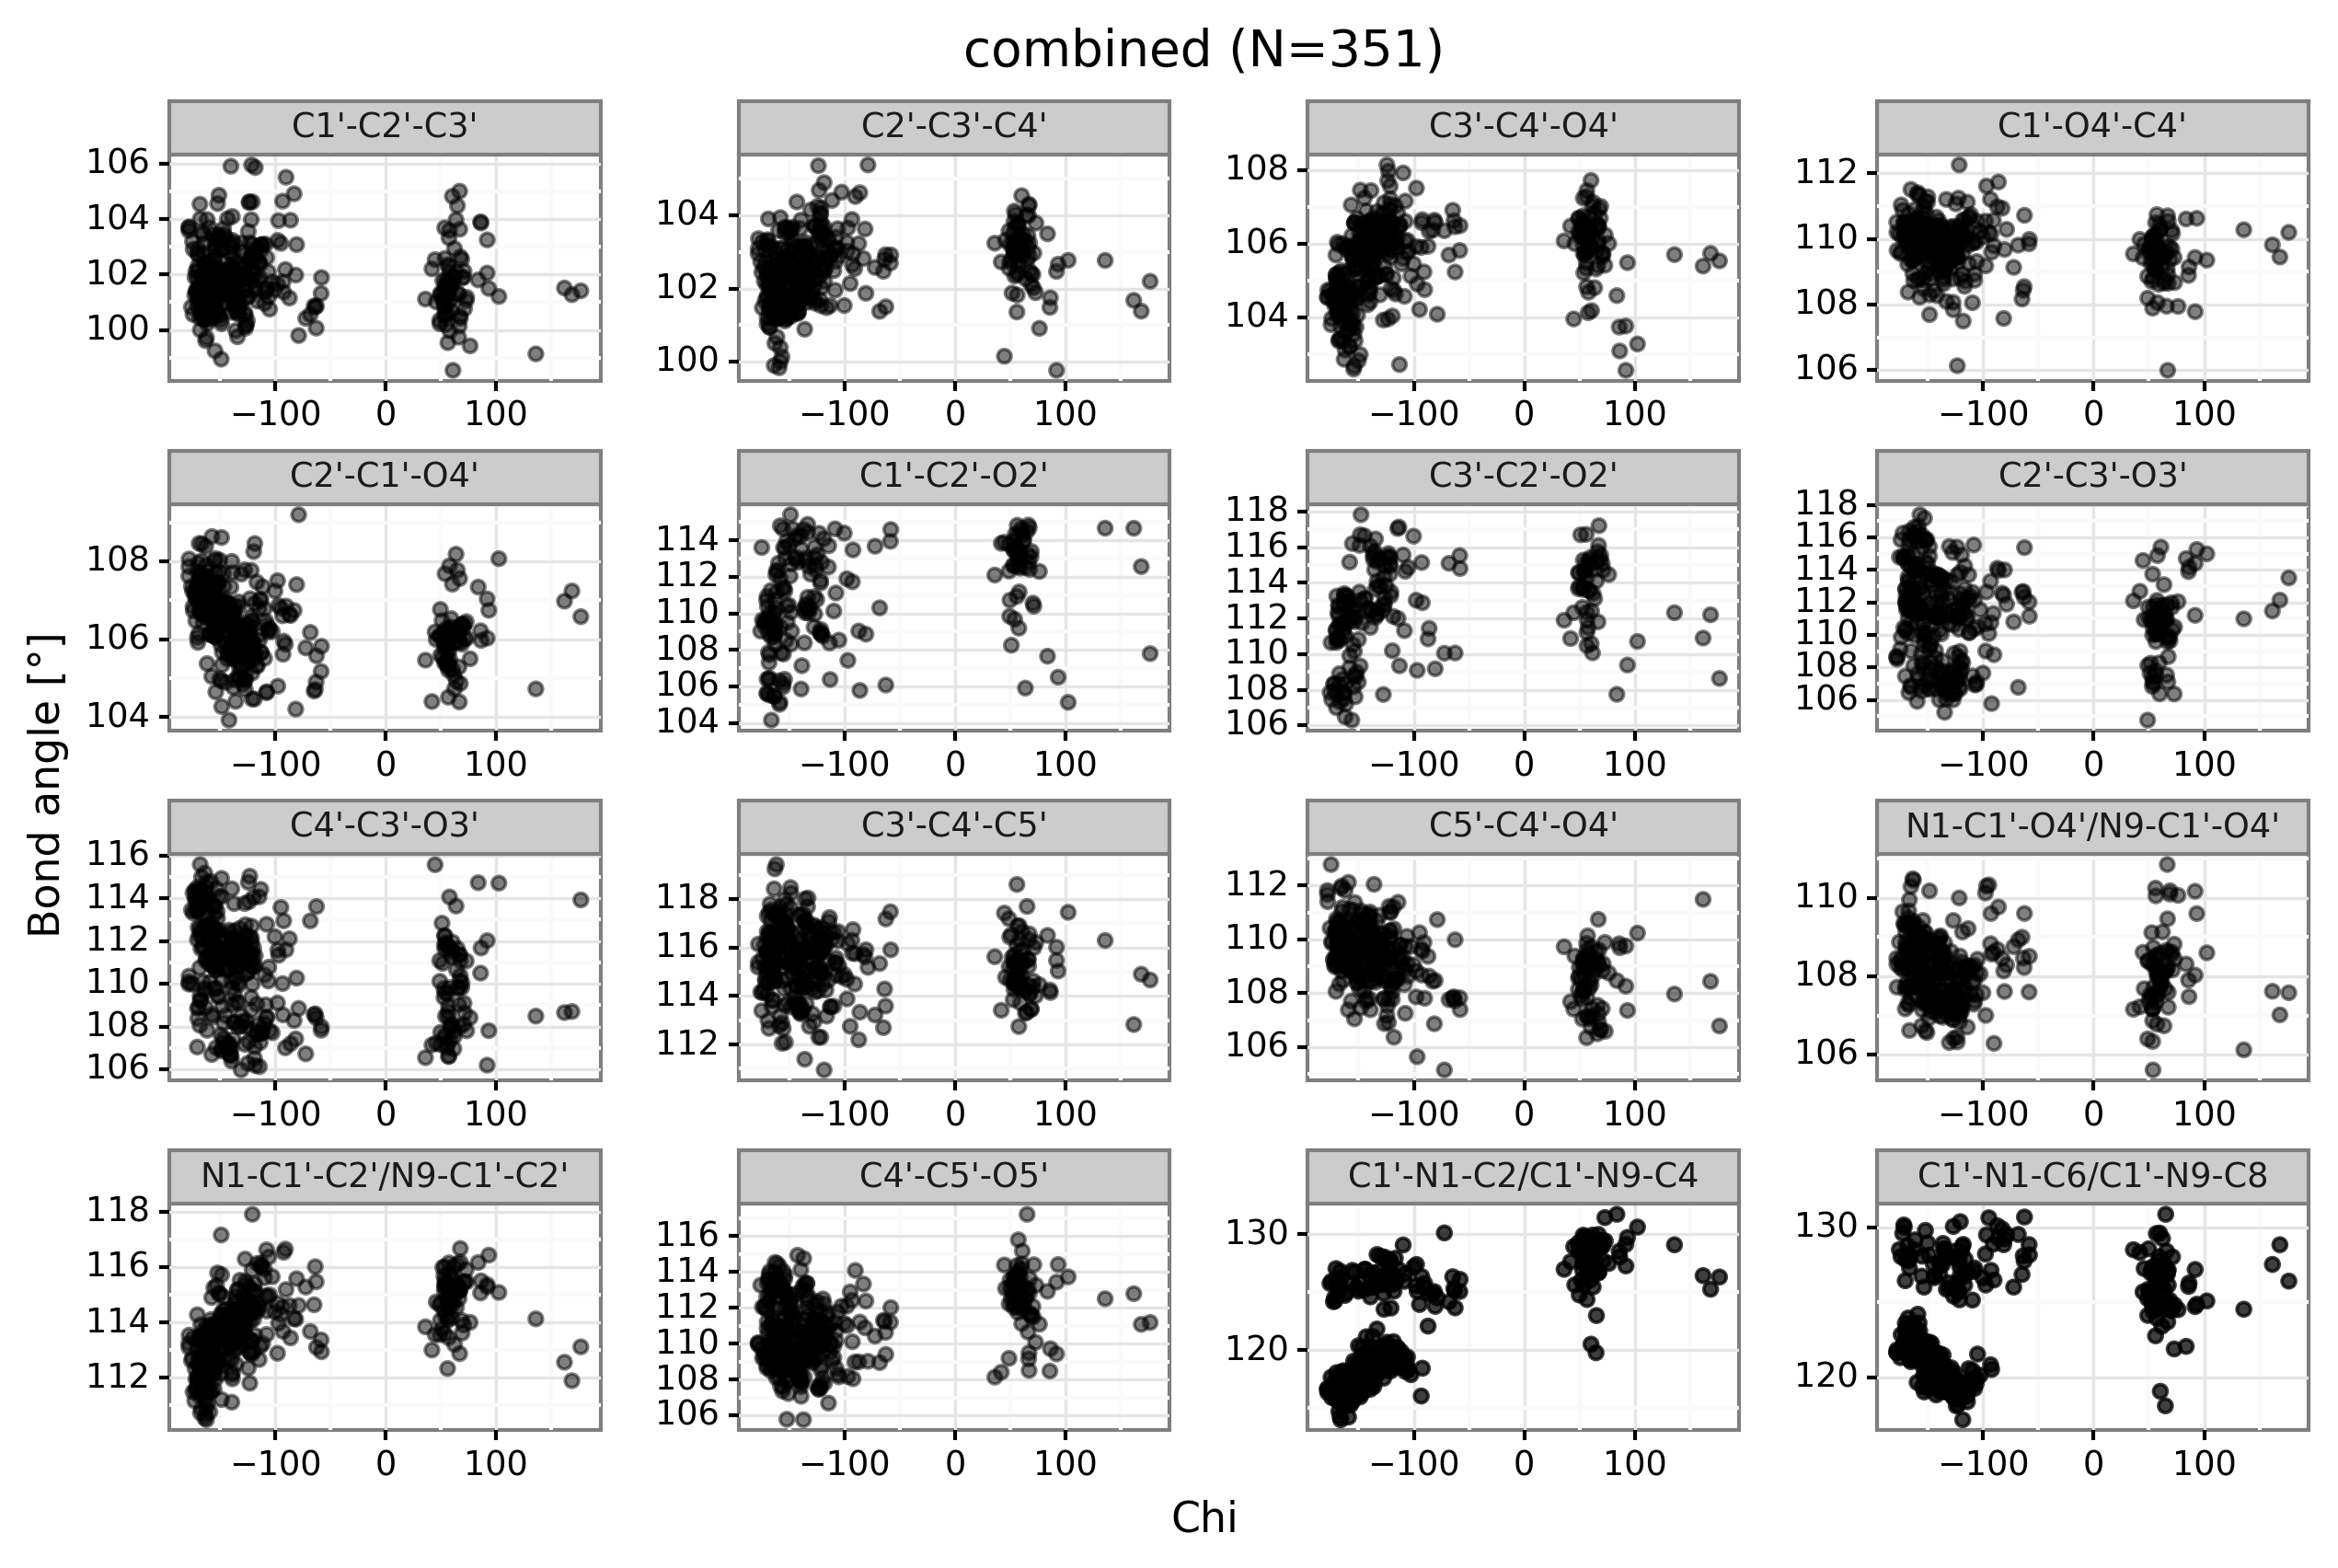 combined (N=351)
C1'-C2'-C3'
C2'-C3'-C4'
C3'-C4'-O4'
C1'-O4'-C4'
106
104
102
100
−100 0 100
104
102
100
−100 0 100
108
106
104
−100 0 100
112
110
108
106
−100 0 100
C2'-C1'-O4'
C1'-C2'-O2'
C3'-C2'-O2'
C2'-C3'-O3'
108
106
104
−100 0 100
114
112
110
108
106
104
−100 0 100
118
116
114
112
110
108
106
−100 0 100
118
116
114
112
110
108
106
−100 0 100
Bond angle [°]
C4'-C3'-O3'
C3'-C4'-C5'
C5'-C4'-O4'
N1-C1'-O4'/N9-C1'-O4'
116
114
112
110
108
106
−100 0 100
118
116
114
112
−100 0 100
112
110
108
106
−100 0 100
110
108
106
−100 0 100
N1-C1'-C2'/N9-C1'-C2'
C4'-C5'-O5'
C1'-N1-C2/C1'-N9-C4
C1'-N1-C6/C1'-N9-C8
118
116
114
112
−100 0 100
116
114
112
110
108
106
−100 0 100
130
120
−100 0 100
130
120
−100 0 100
Chi